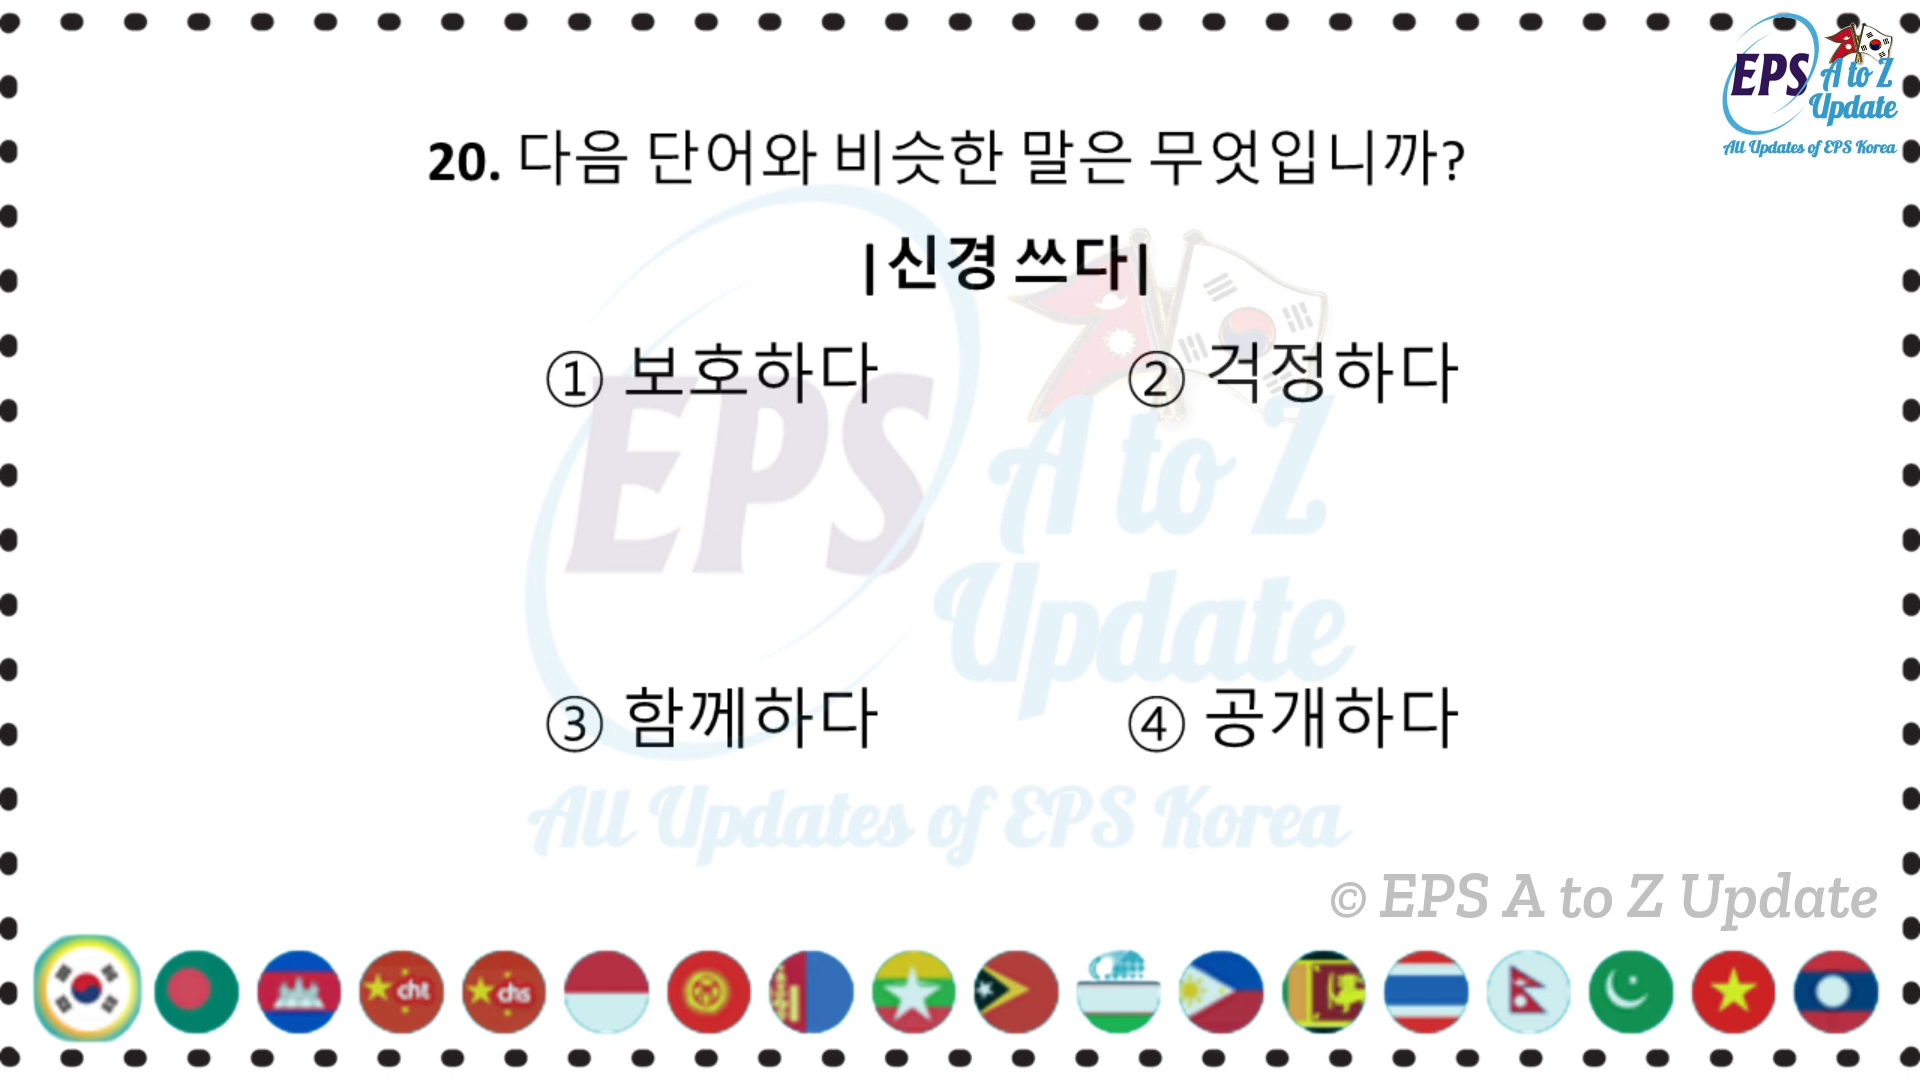 EPS A to Z
Update
All Updates of EPS Korea
20. 다음 단어와 비슷한 말은 무엇입니까?
|신경 쓰다|
① 보호하다 ② 걱정하다
③ 함께하다 ④ 공개하다
EPS A to Z
Update
All Updates of EPS Korea
© EPS A to Z Update
cht chs